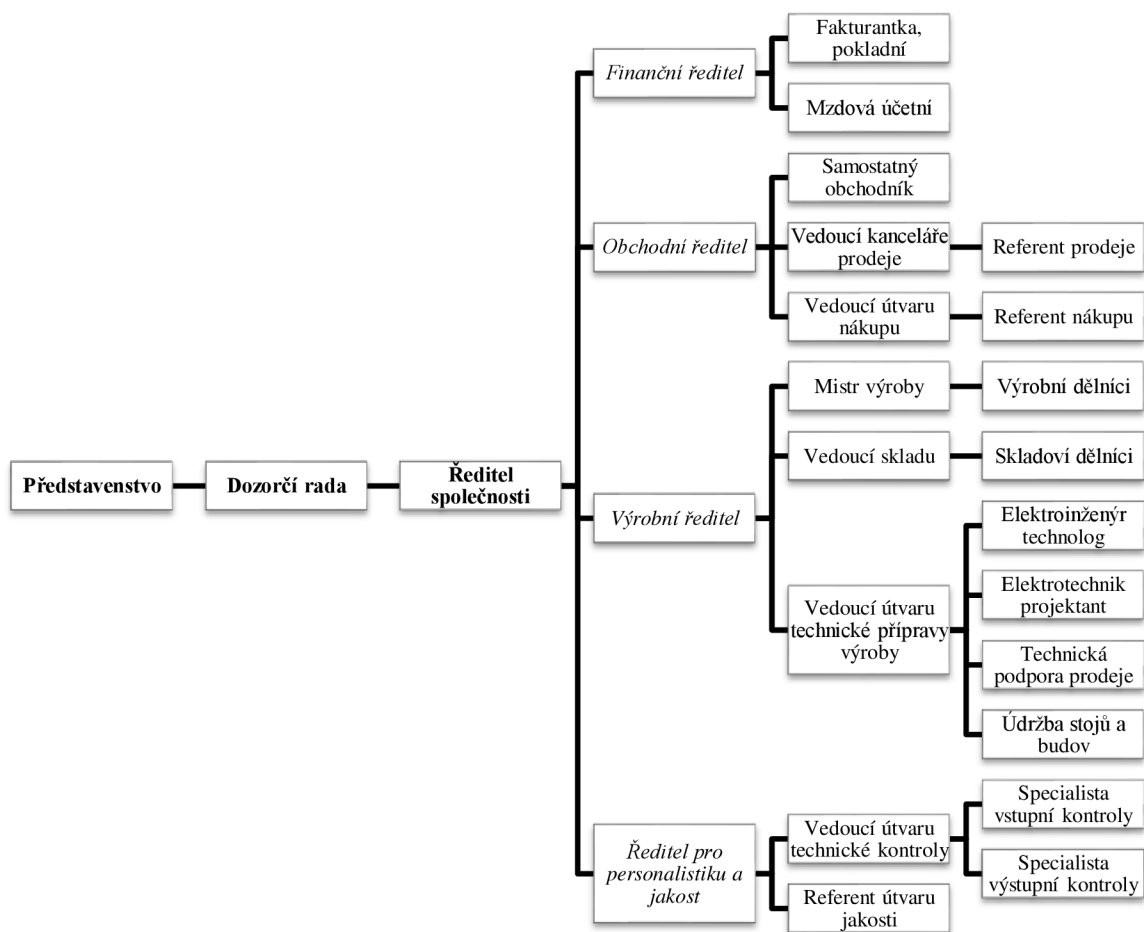 Představenstvo
Dozorčí rada
Ředitel
společnosti
Finanční ředitel
Fakturantka,
pokladní
Mzdová účetní
Obchodní ředitel
Samostatný
obchodník
Vedoucí kanceláře
prodeje
Referent prodeje
Vedoucí útvaru
nákupu
Referent nákupu
Výrobní ředitel
Mistr výroby
Výrobní dělníci
Vedoucí skladu
Skladoví dělníci
Vedoucí útvaru
technické přípravy
výroby
Elektroinženýr
technolog
Elektrotechnik
projektant
Technická
podpora prodeje
Údržba stojů a
budov
Ředitel pro
personalistiku a
jakost
Vedoucí útvaru
technické kontroly
Specialista
vstupní kontroly
Specialista
výstupní kontroly
Referent útvaru
jakosti